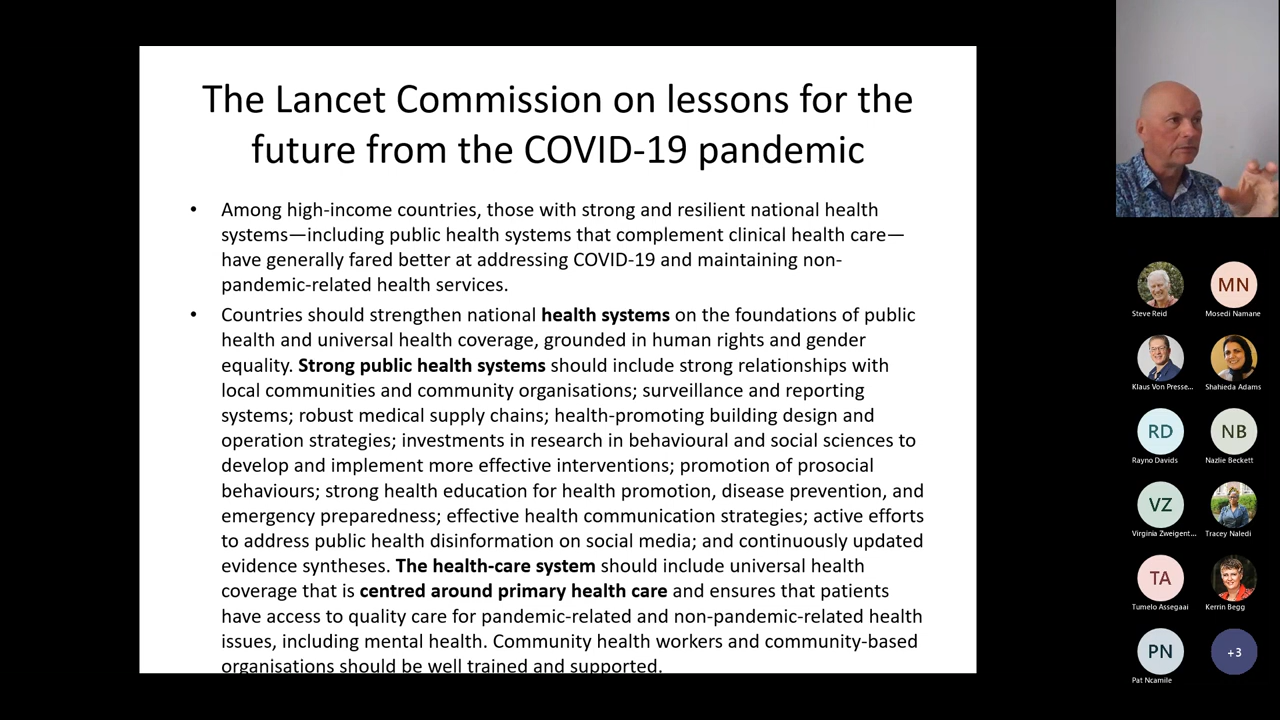 The Lancet Commission on lessons for the
future from the COVID-19 pandemic
• Among high-income countries, those with strong and resilient national health
systems—including public health systems that complement clinical health care—
have generally fared better at addressing COVID-19 and maintaining non-
pandemic-related health services.
• Countries should strengthen national health systems on the foundations of public
health and universal health coverage, grounded in human rights and gender
equality. Strong public health systems should include strong relationships with
local communities and community organisations; surveillance and reporting
systems; robust medical supply chains; health-promoting building design and
operation strategies; investments in research in behavioural and social sciences to
develop and implement more effective interventions; promotion of prosocial
behaviours; strong health education for health promotion, disease prevention, and
emergency preparedness; effective health communication strategies; active efforts
to address public health disinformation on social media; and continuously updated
evidence syntheses. The health-care system should include universal health
coverage that is centred around primary health care and ensures that patients
have access to quality care for pandemic-related and non-pandemic-related health
issues, including mental health. Community health workers and community-based
organisations should be well trained and supported.
MN
Steve Reid
Mosedi Namane
Klaus Von Presse...
Shahieda Adams
RD
NB
Rayno Davids
Nazlie Beckett
VZ
Virginia Zweigent...
Tracey Naledi
TA
Tumelo Assegaai
Kerrin Begg
PN
+3
Pat Ncamile